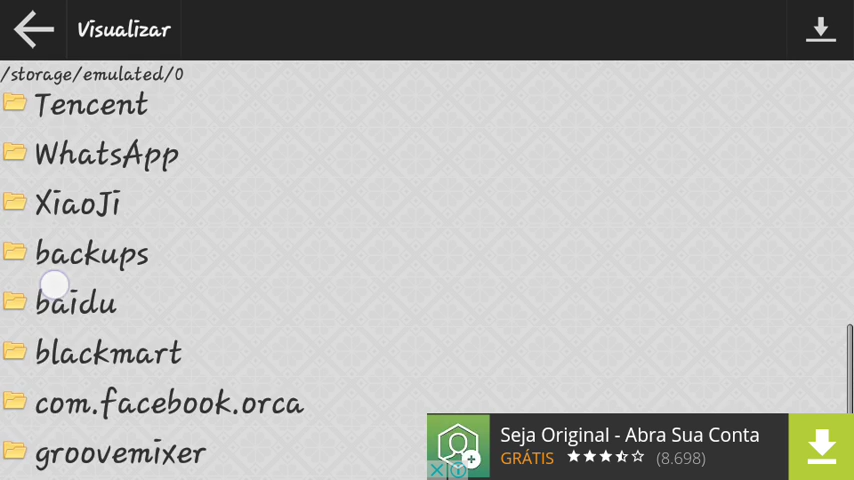 Visualizar
/storage/emulated/0
Tencent
WhatsApp
XiaoJi
backups
baidu
blackmart
com.facebook.orca
groovemixer
Seja Original - Abra Sua Conta
GRÁTIS (8.698)